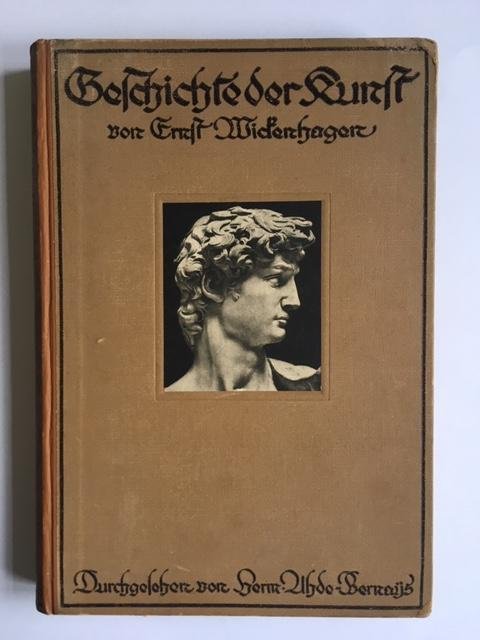 Geschichte der Kunst
von Ernst Wickenhagen
Durchgesehen von Herm. Uhde-Bernays